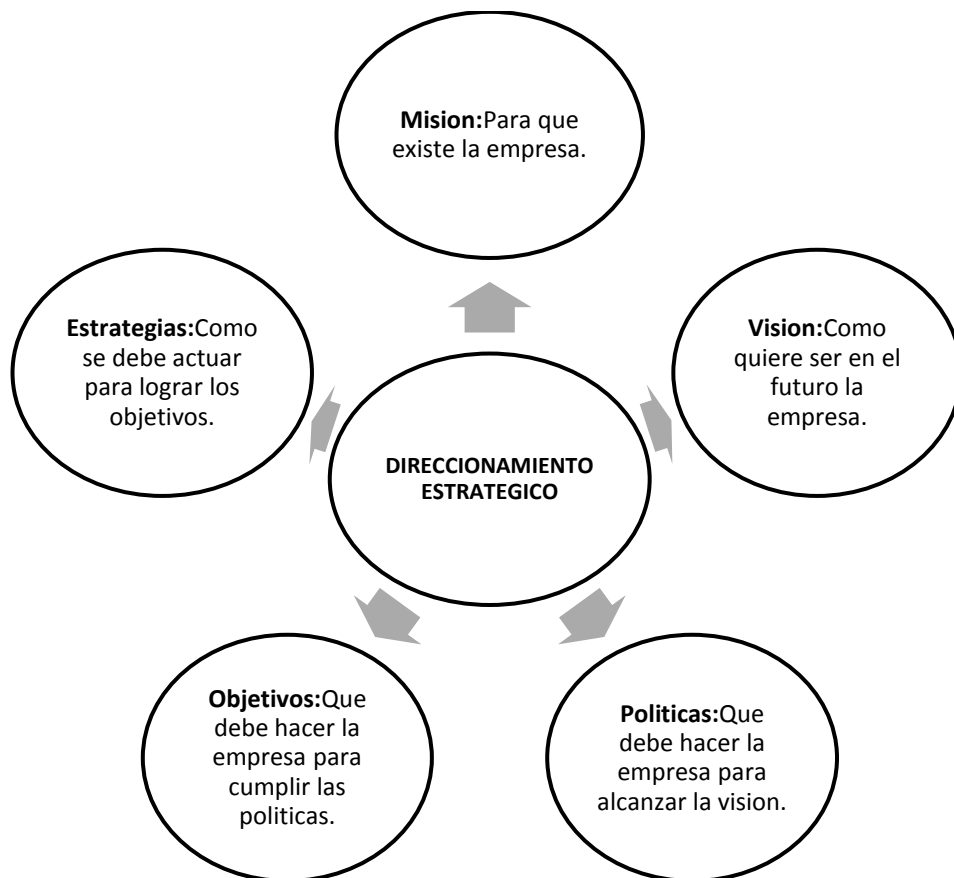 Mision:Para que
existe la empresa.
Estrategias:Como
se debe actuar
para lograr los
objetivos.
Vision:Como
quiere ser en el
futuro la
empresa.
DIRECCIONAMIENTO
ESTRATEGICO
Objetivos:Que
debe hacer la
empresa para
cumplir las
politicas.
Politicas:Que
debe hacer la
empresa para
alcanzar la vision.